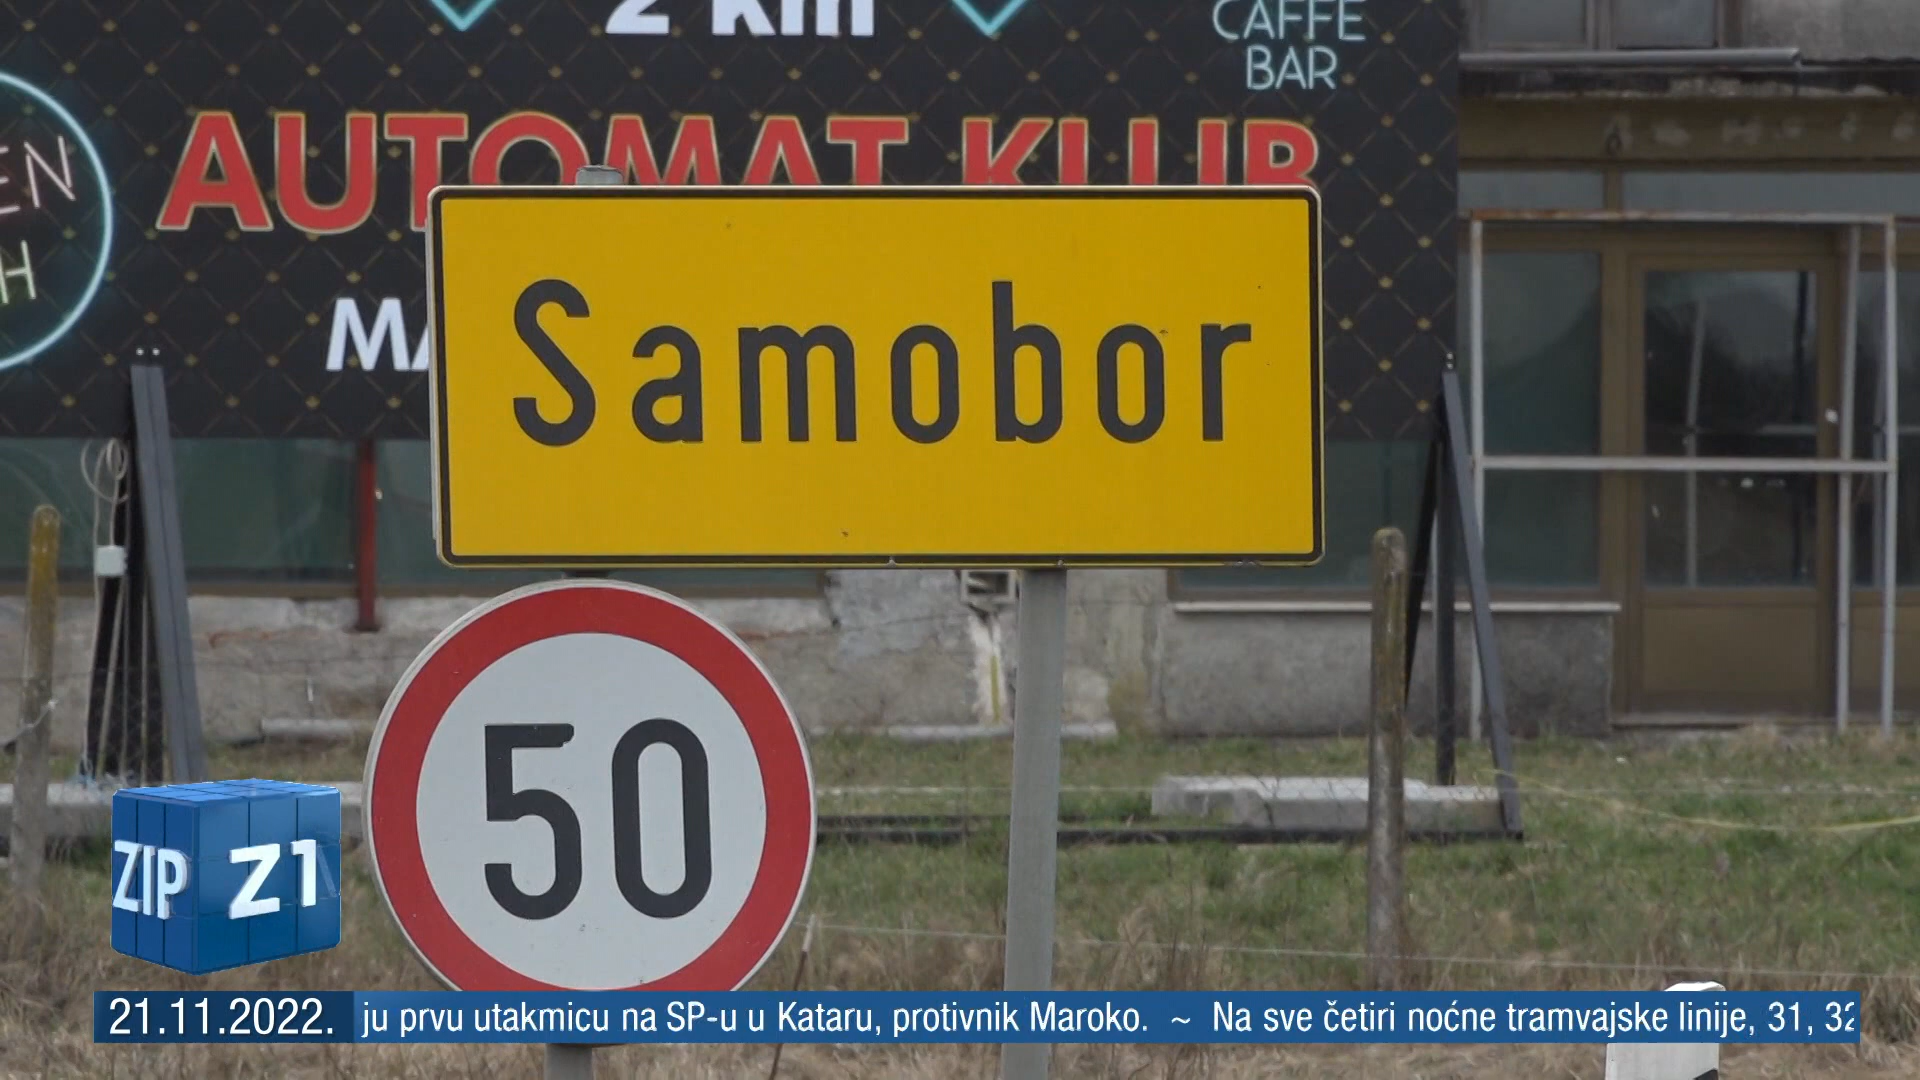 2 km
CAFFE
BAR
AUTOMAT KLUB
Samobor
50
ZIP Z1
21.11.2022. ju prvu utakmicu na SP-u u Kataru, protivnik Maroko. ~ Na sve četiri noćne tramvajske linije, 31, 32